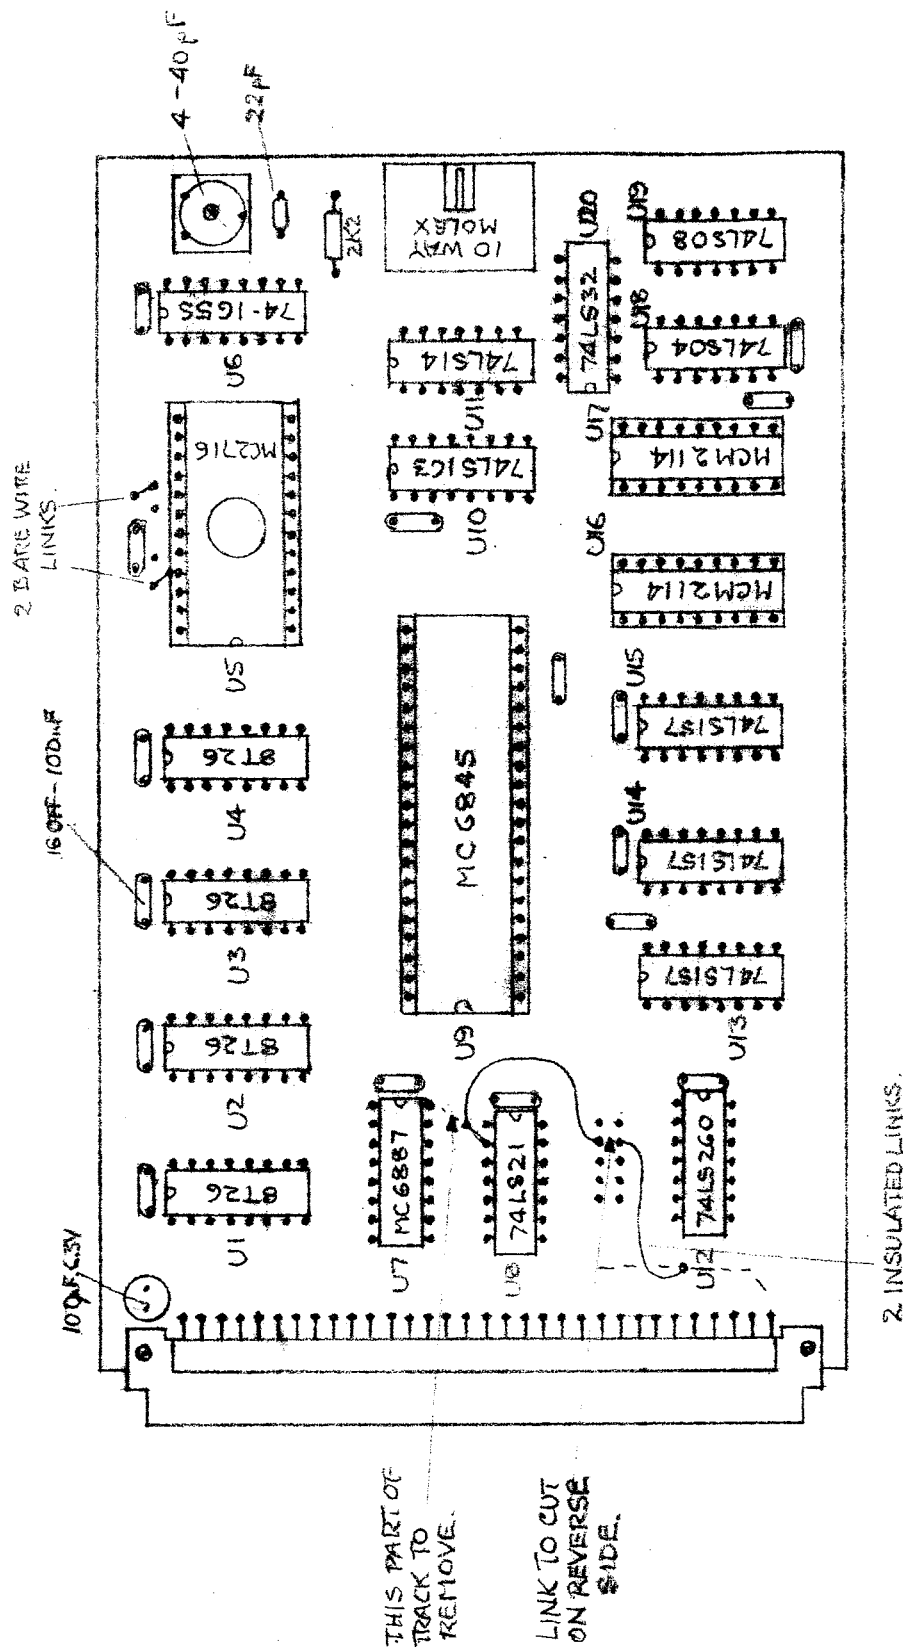 4-40pF
22pF
2K2
10 WAY
MOLEX
2 BARE WIRE
LINKS.
16 OFF-100nF
100µF, 6.3V
74-165S
U6
MC2716
U5
8T26
U4
8T26
U3
8T26
U2
8T26
U1
74LS14
U11
74LS163
U10
MC6845
U9
MC6887
U7
74LS21
U8
74LS32
U20
U19
74LS08
U18
74LS04
U17
MCM2114
U16
MCM2114
U15
74LS157
U14
74LS157
74LS157
U13
74LS260
U12
2 INSULATED LINKS.
THIS PART OF
TRACK TO
REMOVE.
LINK TO CUT
ON REVERSE
SIDE.